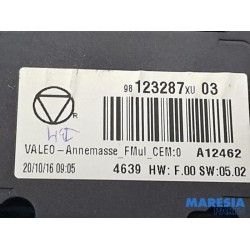 98 123287 XU 03
R
VALEO-Annemasse_FMul_CEM:0 A12462
20/10/16 09:05 4639 HW: F.00 SW:05.02
MARESIA